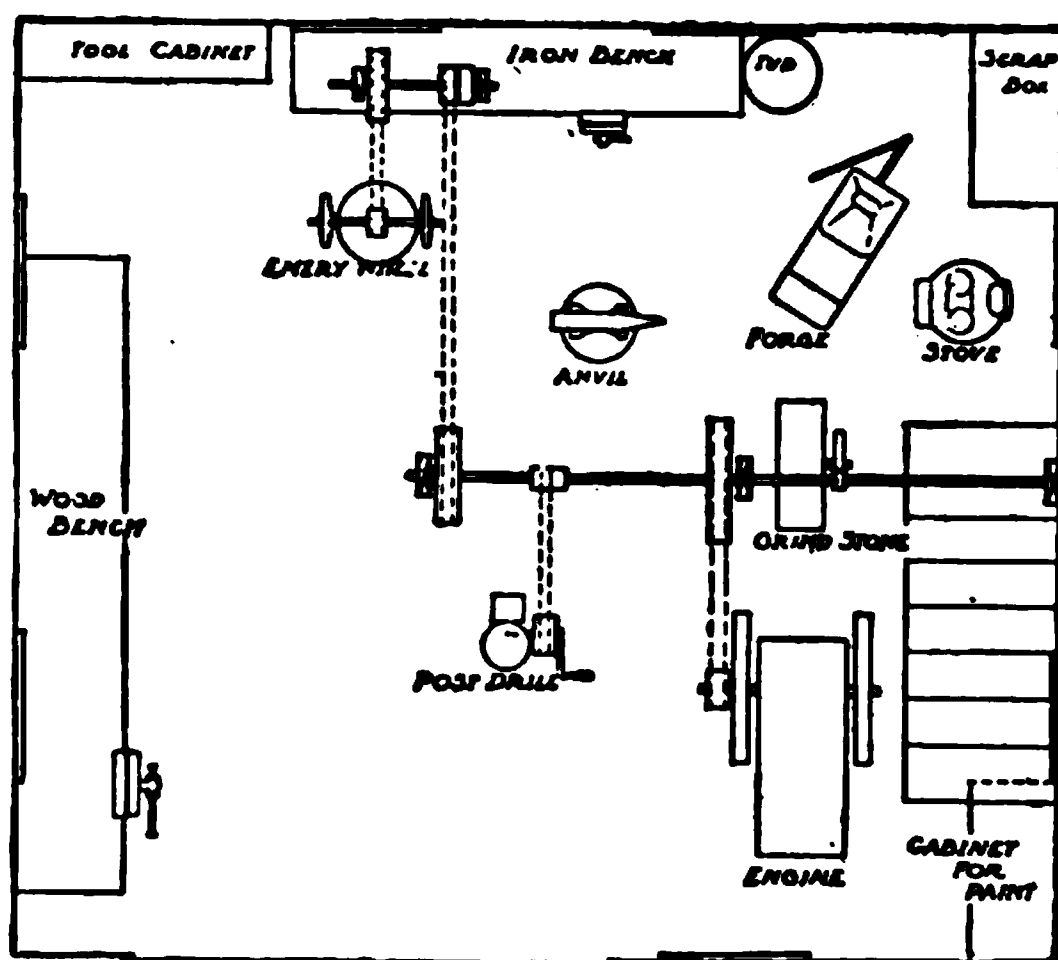 TOOL CABINET
IRON BENCH
TUB
SCRAP
BOX
EMERY WHE'L
ANVIL
FORGE
STOVE
WOOD
BENCH
GRIND STONE
POST DRILL
ENGINE
CABINET
FOR
PAINT